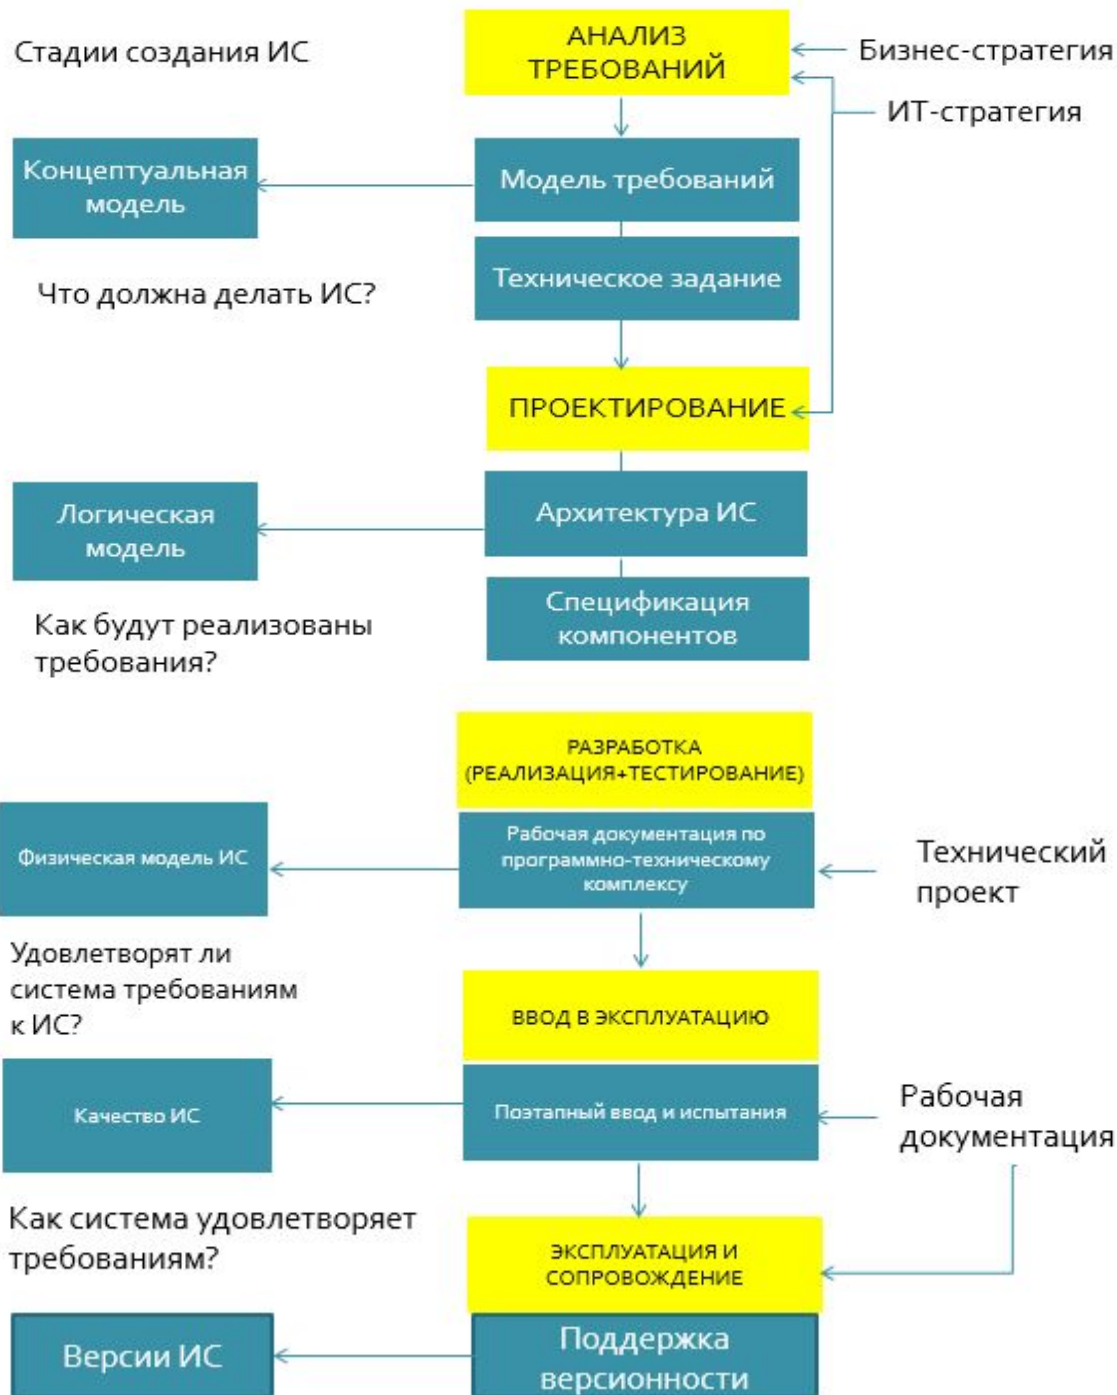 Стадии создания ИС
АНАЛИЗ
ТРЕБОВАНИЙ
Бизнес-стратегия
ИТ-стратегия
Концептуальная
модель
Модель требований
Техническое задание
Что должна делать ИС?
ПРОЕКТИРОВАНИЕ
Логическая
модель
Архитектура ИС
Спецификация
компонентов
Как будут реализованы
требования?
РАЗРАБОТКА
(РЕАЛИЗАЦИЯ+ТЕСТИРОВАНИЕ)
Физическая модель ИС
Рабочая документация по
программно-техническому
комплексу
Технический
проект
Удовлетворят ли
система требованиям
к ИС?
ВВОД В ЭКСПЛУАТАЦИЮ
Качество ИС
Поэтапный ввод и испытания
Рабочая
документация
Как система удовлетворяет
требованиям?
ЭКСПЛУАТАЦИЯ И
СОПРОВОЖДЕНИЕ
Версии ИС
Поддержка
версионности